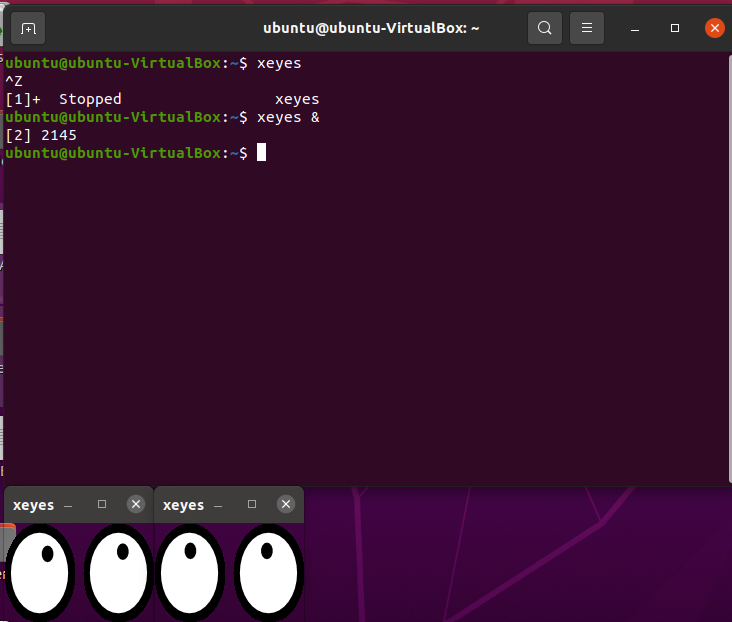 ubuntu@ubuntu-VirtualBox: ~
ubuntu@ubuntu-VirtualBox:~$ xeyes
^Z
[1]+  Stopped                 xeyes
ubuntu@ubuntu-VirtualBox:~$ xeyes &
[2] 2145
ubuntu@ubuntu-VirtualBox:~$
xeyes
xeyes